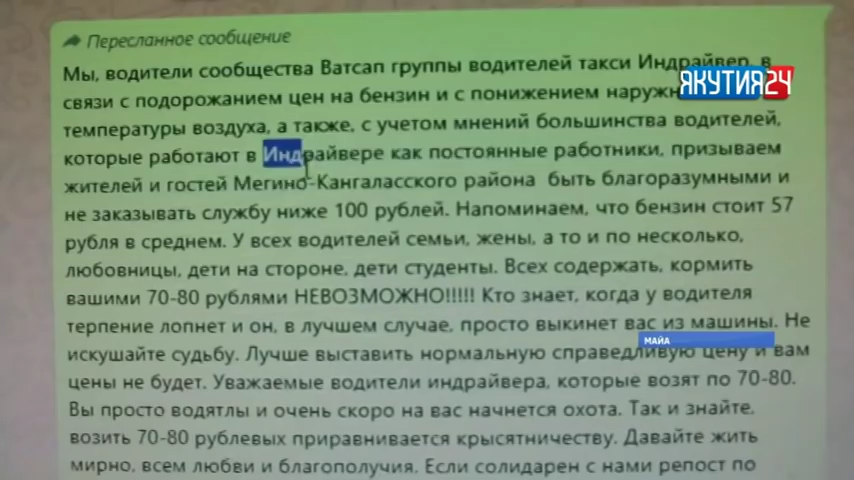 Пересланное сообщение
Мы, водители сообщества Ватсап группы водителей такси Индрайвер, в
связи с подорожанием цен на бензин и с понижением наружн
температуры воздуха, а также, с учетом мнений большинства водителей,
которые работают в Индрайвере как постоянные работники, призываем
жителей и гостей Мегино-Кангаласского района быть благоразумными и
не заказывать службу ниже 100 рублей. Напоминаем, что бензин стоит 57
рубля в среднем. У всех водителей семьи, жены, а то и по несколько,
любовницы, дети на стороне, дети студенты. Всех содержать, кормить
вашими 70-80 рублями НЕВОЗМОЖНО!!!!! Кто знает, когда у водителя
терпение лопнет и он, в лучшем случае, просто выкинет вас из машины. Не
искушайте судьбу. Лучше выставить нормальную справедливую цену и вам
цены не будет. Уважаемые водители индрайвера, которые возят по 70-80.
Вы просто водятлы и очень скоро на вас начнется охота. Так и знайте,
возить 70-80 рублевых приравнивается крысятничеству. Давайте жить
мирно, всем любви и благополучия. Если солидарен с нами репост по
ЯКУТИЯ24
МАЙА